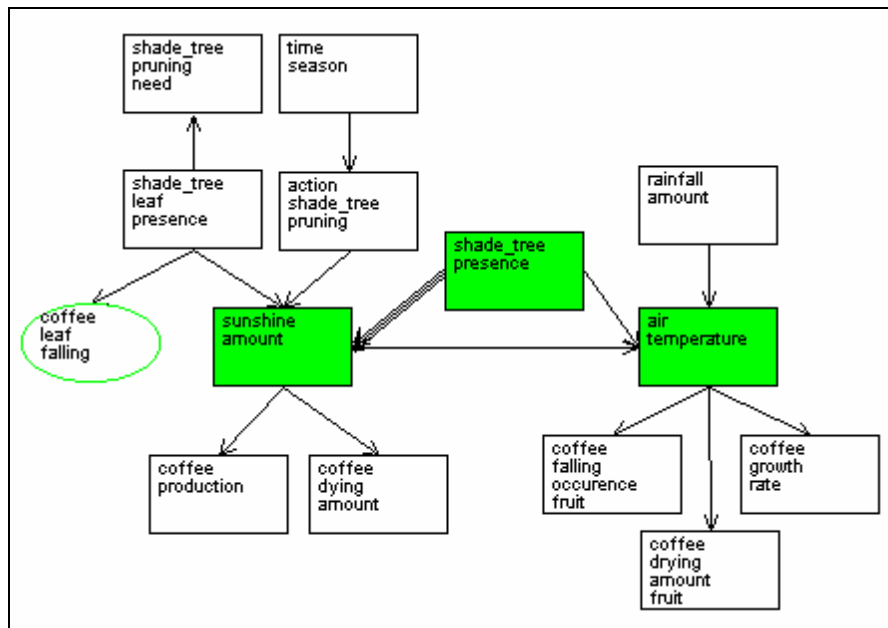 shade_tree
pruning
need
time
season
shade_tree
leaf
presence
action
shade_tree
pruning
rainfall
amount
shade_tree
presence
coffee
leaf
falling
sunshine
amount
air
temperature
coffee
production
coffee
dying
amount
coffee
falling
occurence
fruit
coffee
growth
rate
coffee
drying
amount
fruit